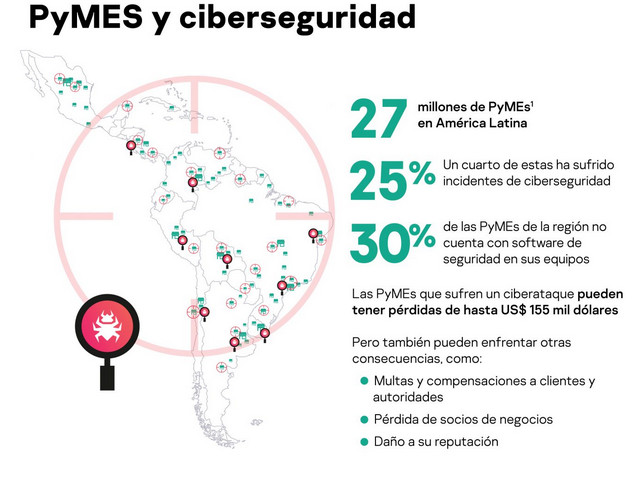 PyMES y ciberseguridad
27 millones de PyMEs¹
en América Latina
25% Un cuarto de estas ha sufrido
incidentes de ciberseguridad
30% de las PyMEs de la región no
cuenta con software de
seguridad en sus equipos
Las PyMEs que sufren un ciberataque pueden
tener pérdidas de hasta US$ 155 mil dólares
Pero también pueden enfrentar otras
consecuencias, como:
● Multas y compensaciones a clientes y
autoridades
● Pérdida de socios de negocios
● Daño a su reputación